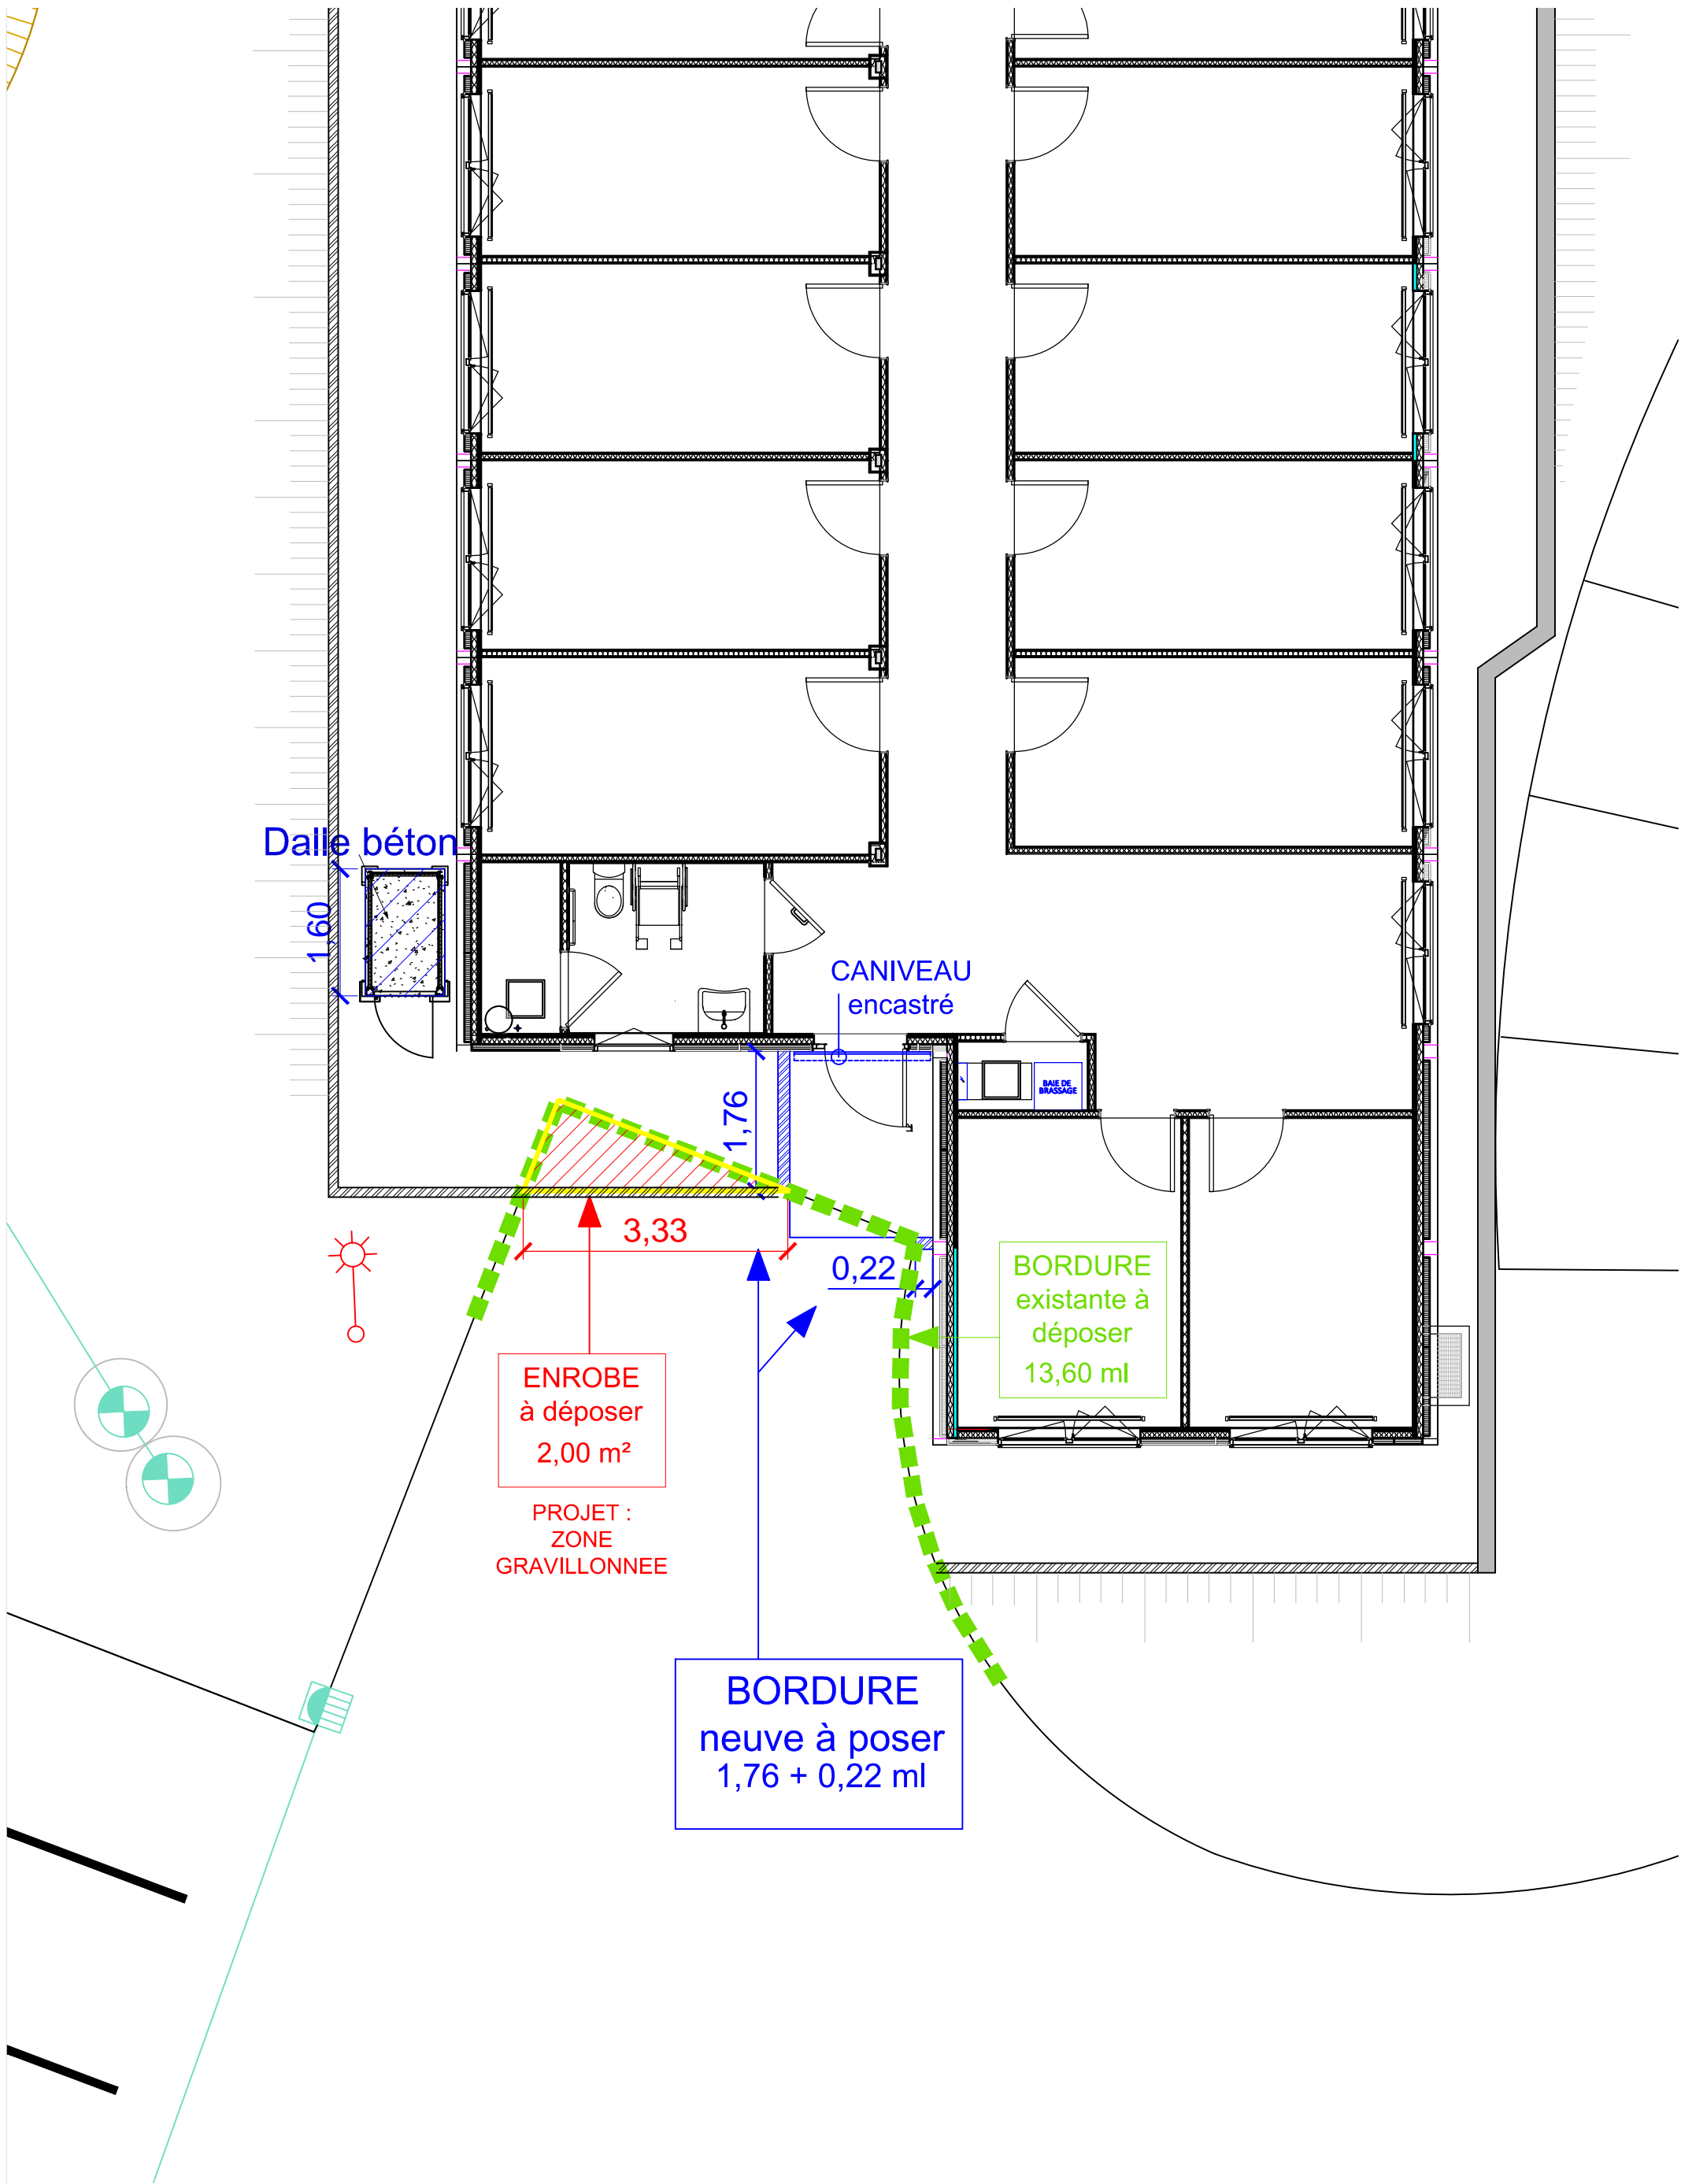 Dalle béton
1,60
CANIVEAU
encastré
BAIE DE
BRASSAGE
1,76
3,33
0,22
BORDURE
existante à
déposer
13,60 ml
ENROBE
à déposer
2,00 m²
PROJET :
ZONE
GRAVILLONNEE
BORDURE
neuve à poser
1,76 + 0,22 ml